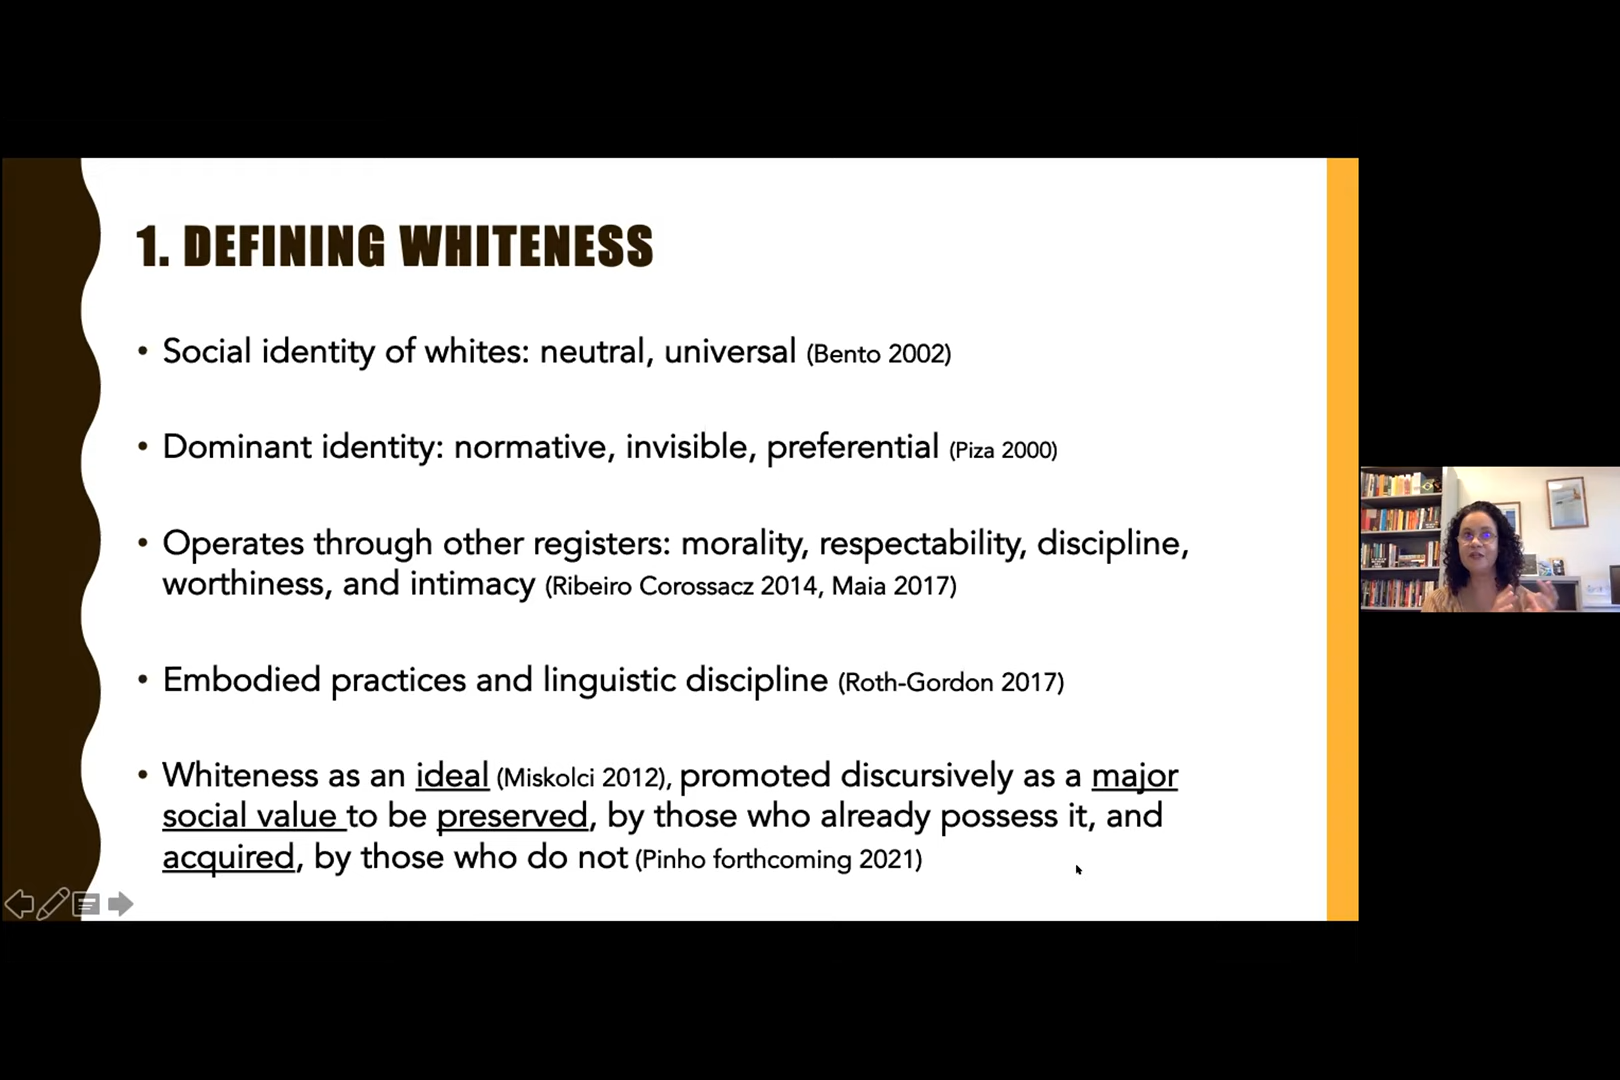 1. DEFINING WHITENESS
• Social identity of whites: neutral, universal (Bento 2002)
• Dominant identity: normative, invisible, preferential (Piza 2000)
• Operates through other registers: morality, respectability, discipline,
worthiness, and intimacy (Ribeiro Corossacz 2014, Maia 2017)
• Embodied practices and linguistic discipline (Roth-Gordon 2017)
• Whiteness as an ideal (Miskolci 2012), promoted discursively as a major
social value to be preserved, by those who already possess it, and
acquired, by those who do not (Pinho forthcoming 2021)